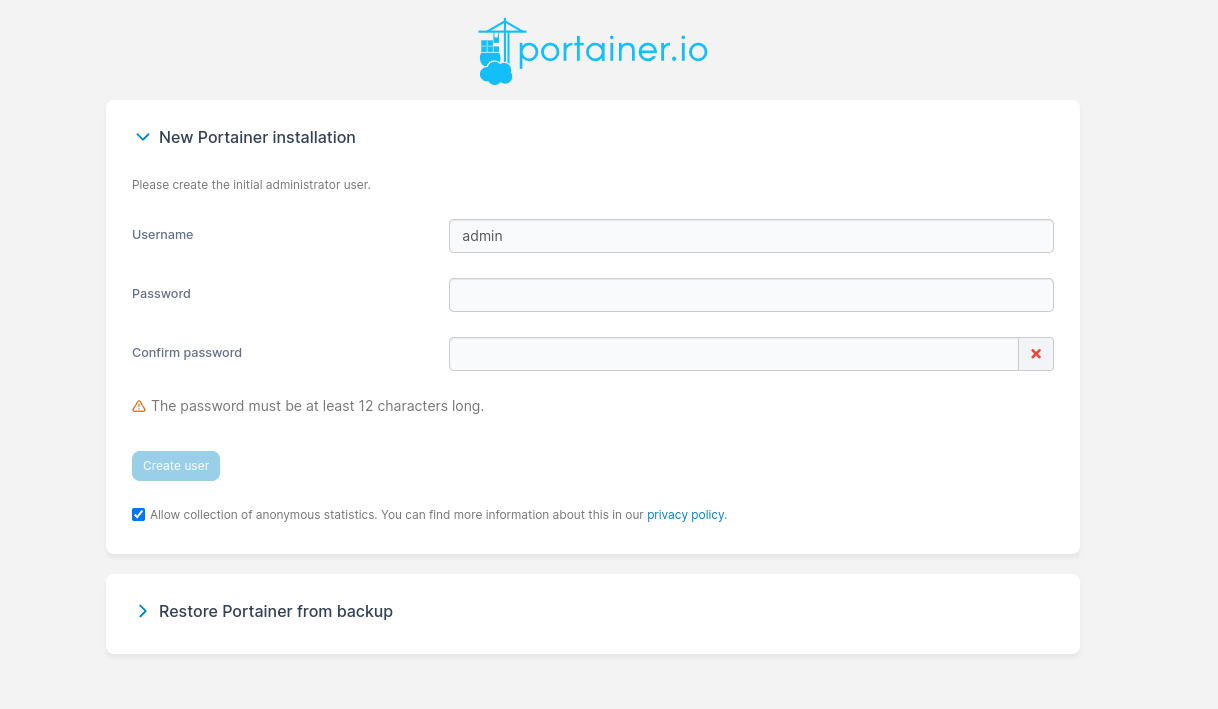 portainer.io
New Portainer installation
Please create the initial administrator user.
Username
admin
Password
Confirm password
The password must be at least 12 characters long.
Create user
Allow collection of anonymous statistics. You can find more information about this in our privacy policy.
Restore Portainer from backup